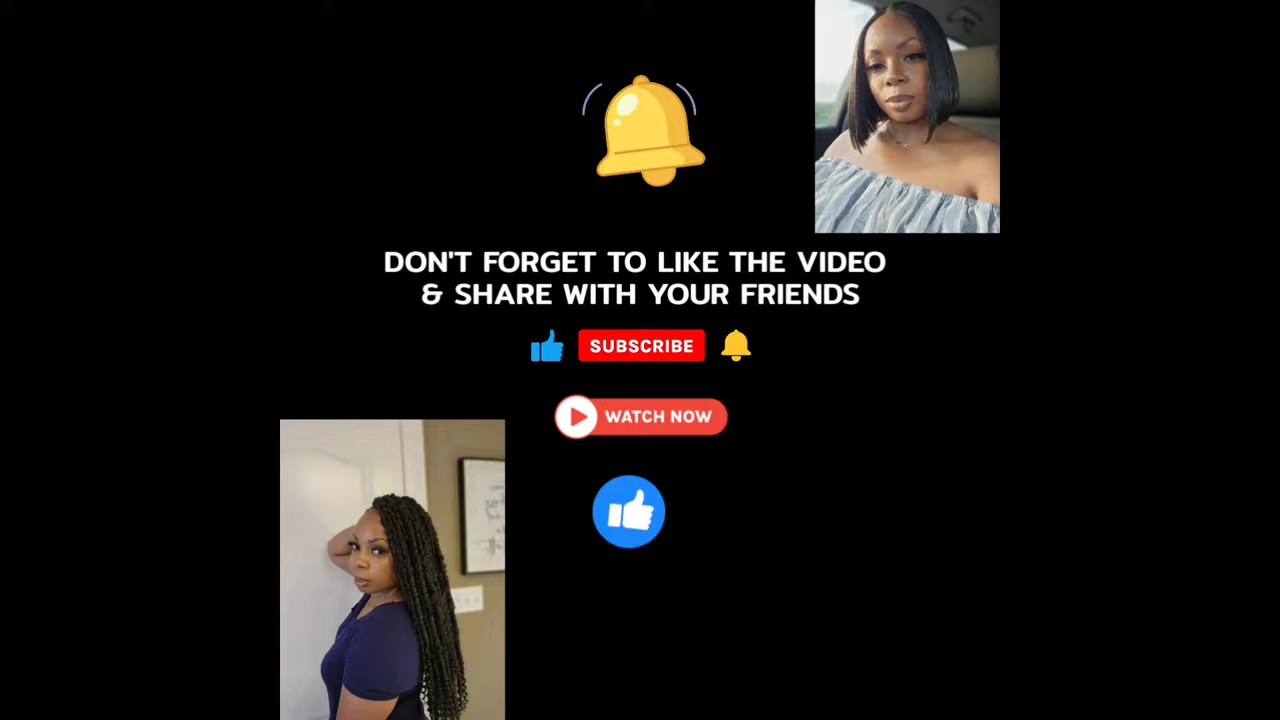 DON'T FORGET TO LIKE THE VIDEO
& SHARE WITH YOUR FRIENDS
SUBSCRIBE
WATCH NOW